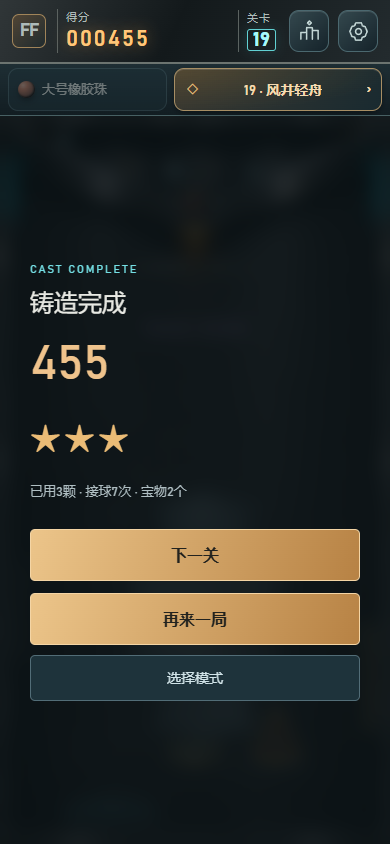 FF
得分
000455
关卡
19
大号橡胶珠
19 · 风井轻舟
CAST COMPLETE
铸造完成
455
已用3颗 · 接球7次 · 宝物2个
下一关
再来一局
选择模式